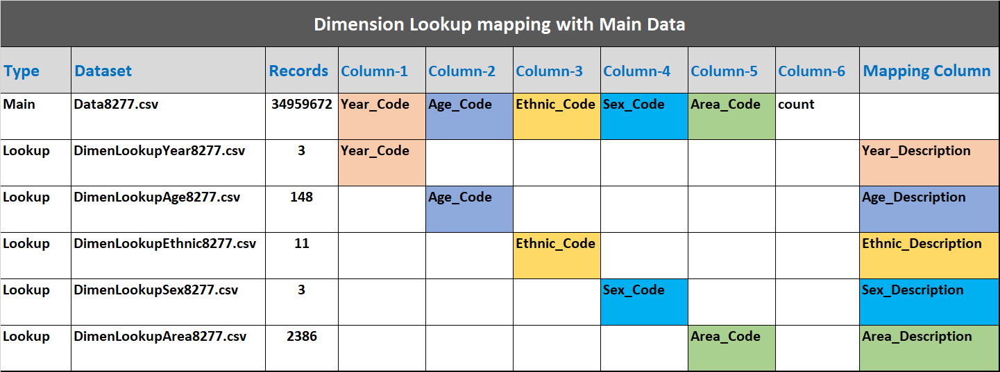 Dimension Lookup mapping with Main Data
Type Dataset Records Column-1 Column-2 Column-3 Column-4 Column-5 Column-6 Mapping Column
Main Data8277.csv 34959672 Year_Code Age_Code Ethnic_Code Sex_Code Area_Code count
Lookup DimenLookupYear8277.csv 3 Year_Code Year_Description
Lookup DimenLookupAge8277.csv 148 Age_Code Age_Description
Lookup DimenLookupEthnic8277.csv 11 Ethnic_Code Ethnic_Description
Lookup DimenLookupSex8277.csv 3 Sex_Code Sex_Description
Lookup DimenLookupArea8277.csv 2386 Area_Code Area_Description